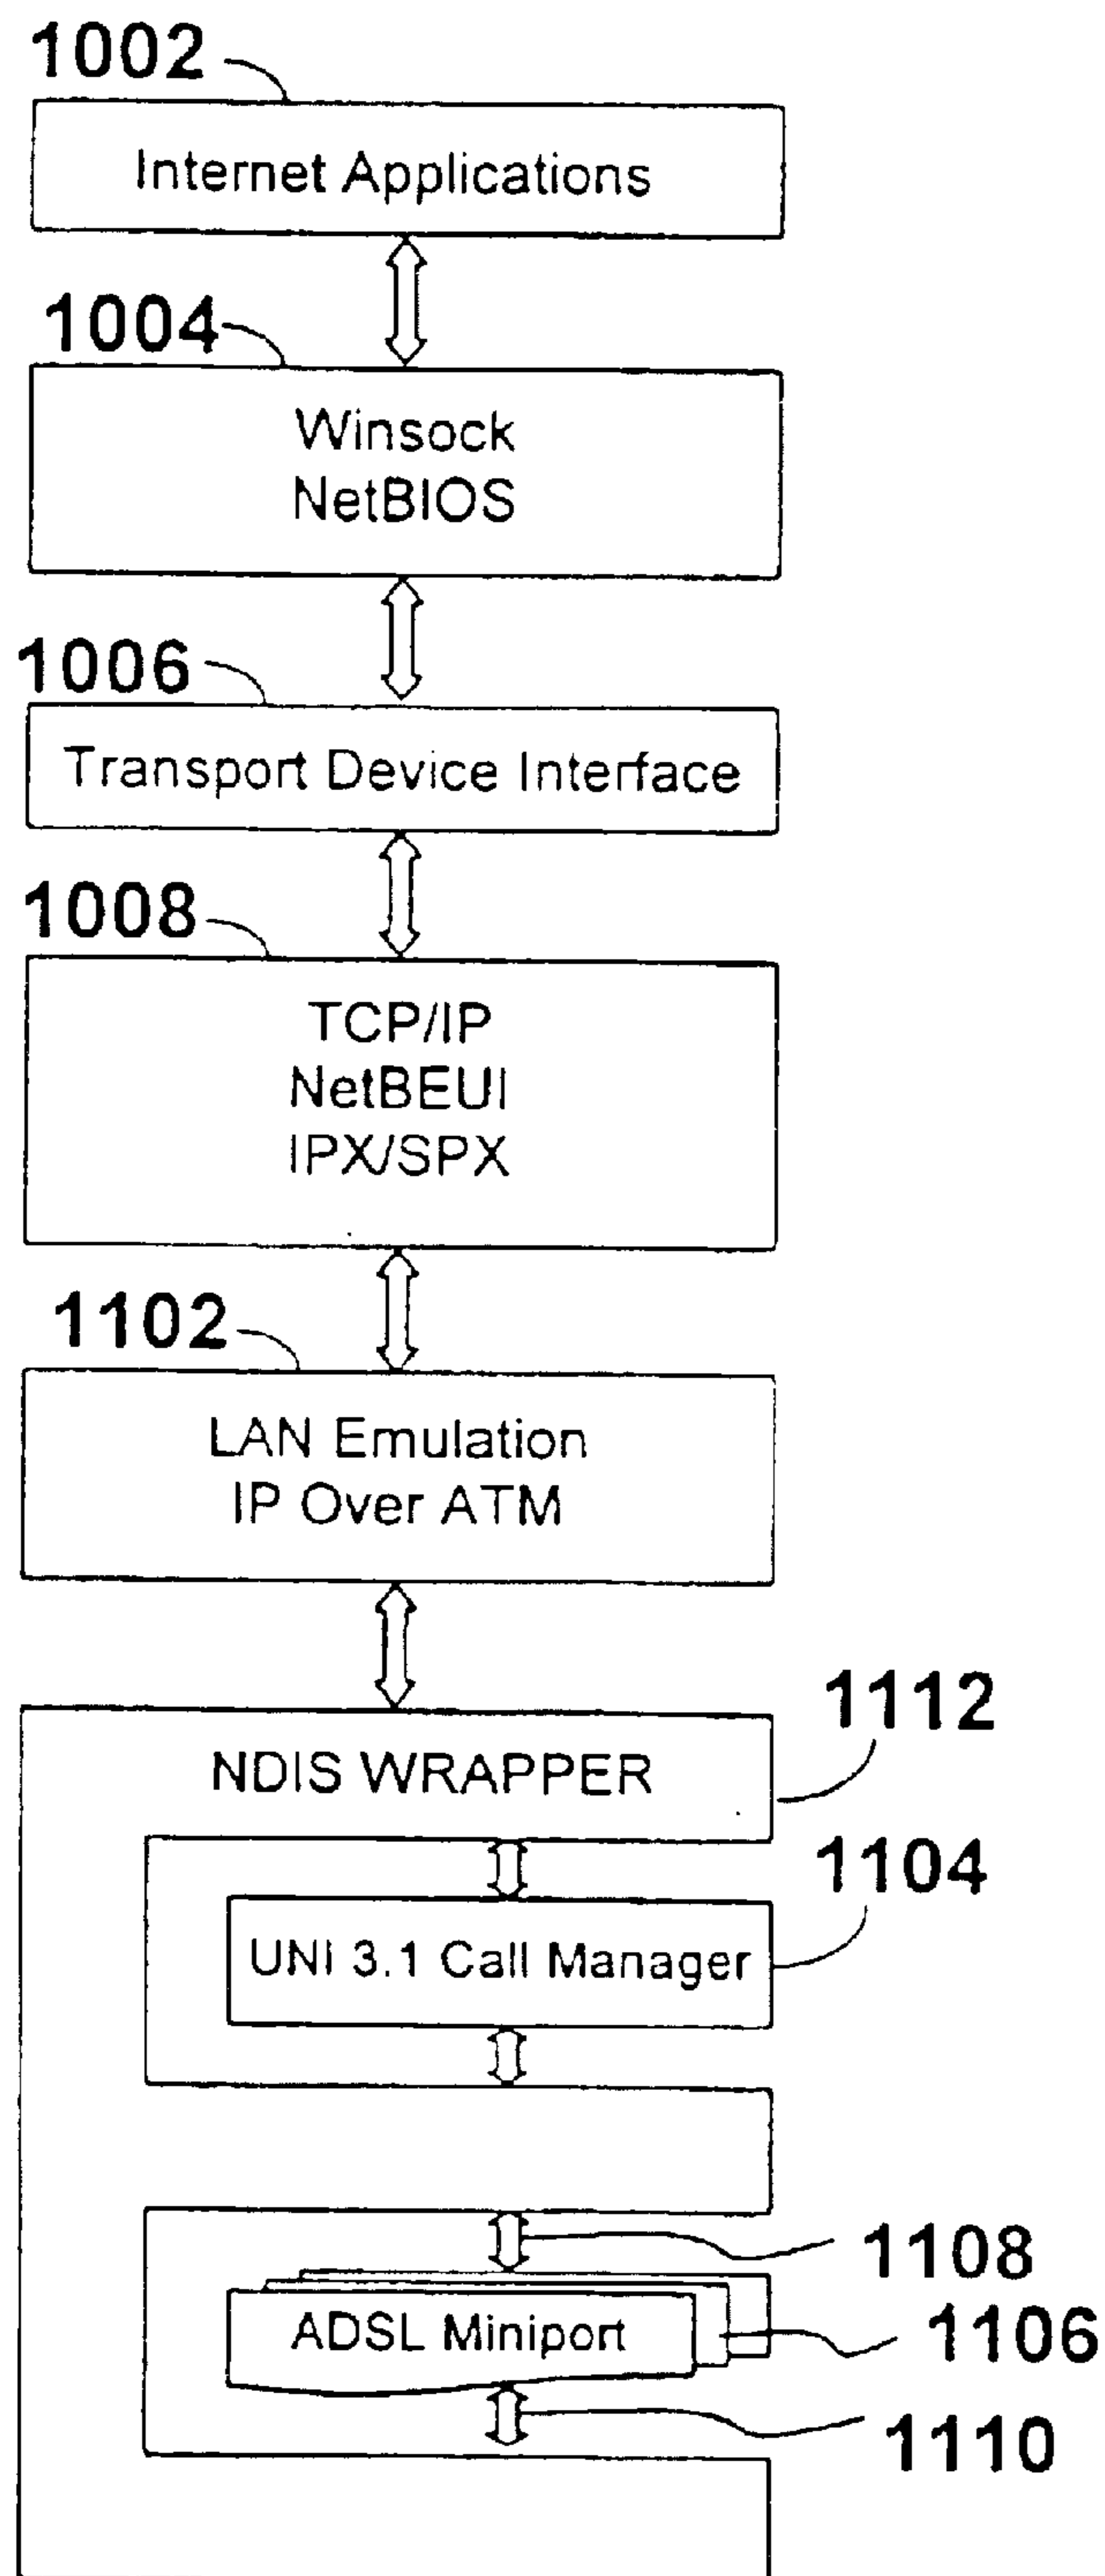 1002
Internet Applications
1004
Winsock
NetBIOS
1006
Transport Device Interface
1008
TCP/IP
NetBEUI
IPX/SPX
1102
LAN Emulation
IP Over ATM
1112
NDIS WRAPPER
1104
UNI 3.1 Call Manager
1108
ADSL Miniport
1106
1110